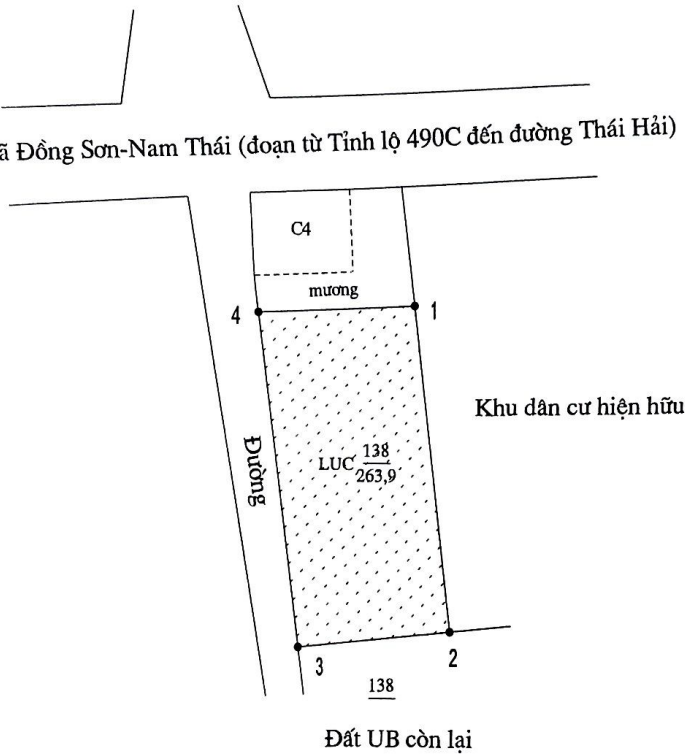 Đồng Sơn-Nam Thái (đoạn từ Tỉnh lộ 490C đến đường Thái Hải)
C4
mương
4
1
Khu dân cư hiện hữu
Đường
LUC 138
263,9
3
2
138
Đất UB còn lại